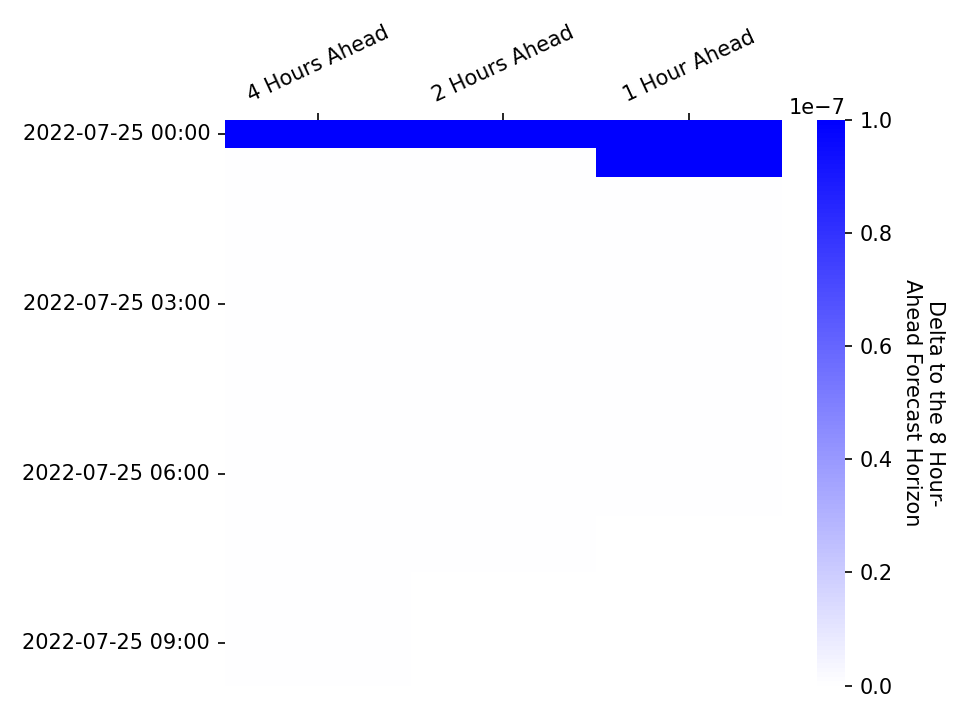 4 Hours Ahead
2 Hours Ahead
1 Hour Ahead
2022-07-25 00:00
2022-07-25 03:00
2022-07-25 06:00
2022-07-25 09:00
1e−7
1.0
0.8
0.6
0.4
0.2
0.0
Delta to the 8 Hour-
Ahead Forecast Horizon